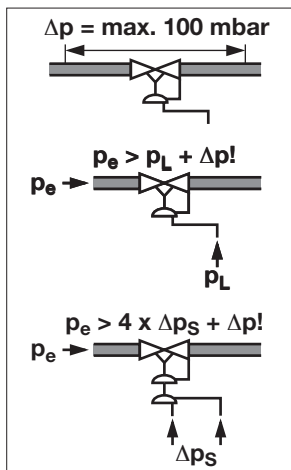 Δp = max. 100 mbar
pe > pL + Δp!
pe
pL
pe > 4 x ΔpS + Δp!
pe
ΔpS